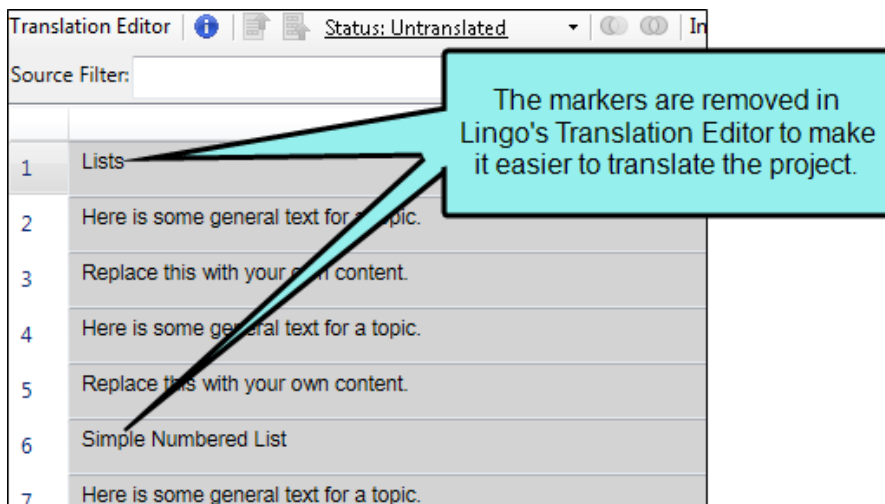 Translation Editor Status: Untranslated In
Source Filter:
The markers are removed in
Lingo's Translation Editor to make
it easier to translate the project.
1 Lists
2 Here is some general text for a topic.
3 Replace this with your own content.
4 Here is some general text for a topic.
5 Replace this with your own content.
6 Simple Numbered List
7 Here is some general text for a topic.